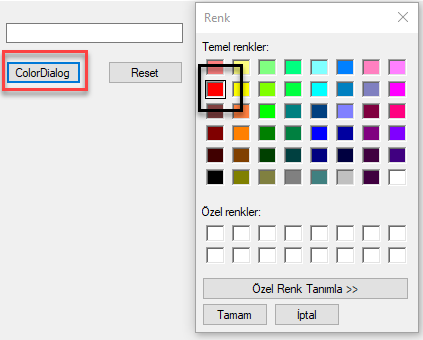 ColorDialog
Reset
Renk
Temel renkler:
Özel renkler:
Özel Renk Tanımla >>
Tamam
İptal